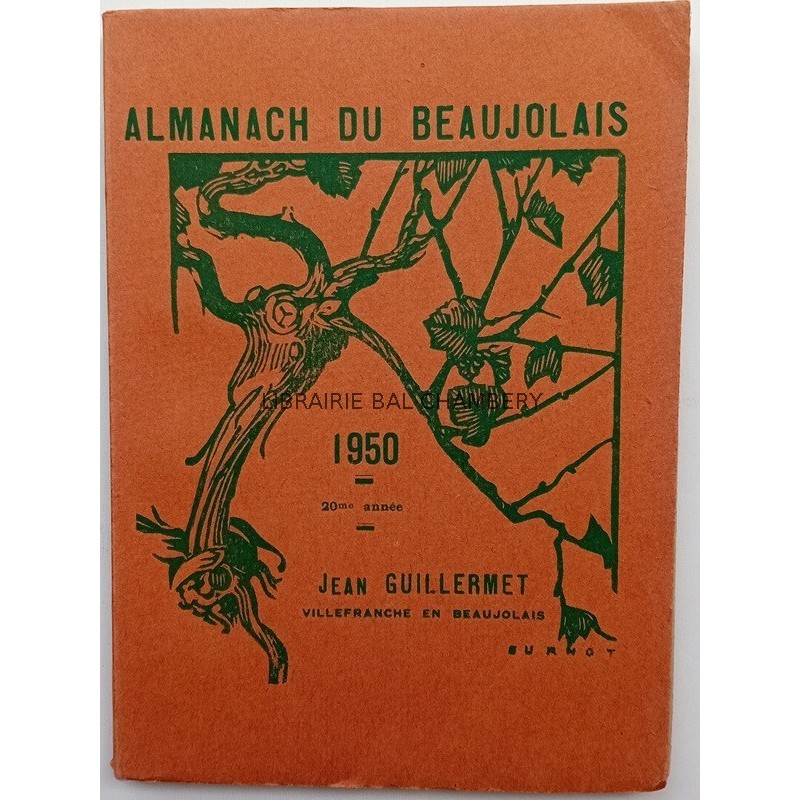 ALMANACH DU BEAUJOLAIS
LIBRAIRIE BAL CHAMBERY
1950
20me année
JEAN GUILLERMET
VILLEFRANCHE EN BEAUJOLAIS
BURNOT